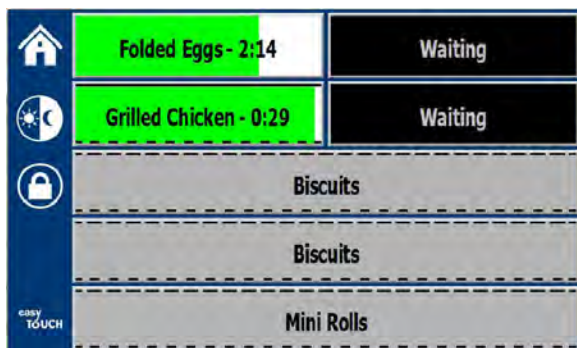 Folded Eggs - 2:14
Waiting
Grilled Chicken - 0:29
Waiting
Biscuits
Biscuits
Mini Rolls
easy
TOUCH